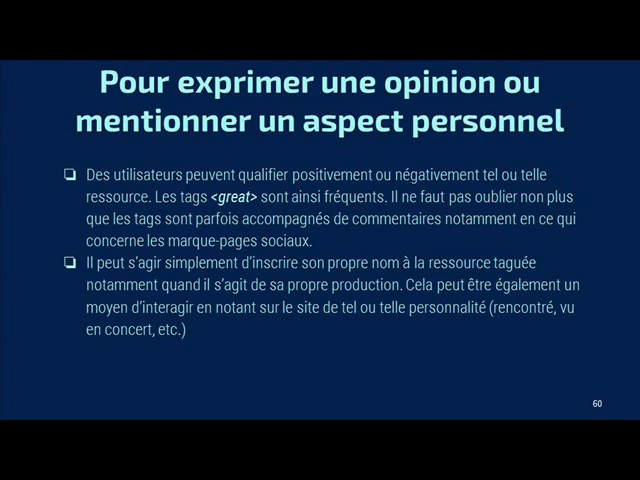 Pour exprimer une opinion ou
mentionner un aspect personnel
❏ Des utilisateurs peuvent qualifier positivement ou négativement tel ou telle
ressource. Les tags <great> sont ainsi fréquents. Il ne faut pas oublier non plus
que les tags sont parfois accompagnés de commentaires notamment en ce qui
concerne les marque-pages sociaux.
❏ Il peut s’agir simplement d’inscrire son propre nom à la ressource taguée
notamment quand il s’agit de sa propre production. Cela peut être également un
moyen d’interagir en notant sur le site de tel ou telle personnalité (rencontré, vu
en concert, etc.)
60